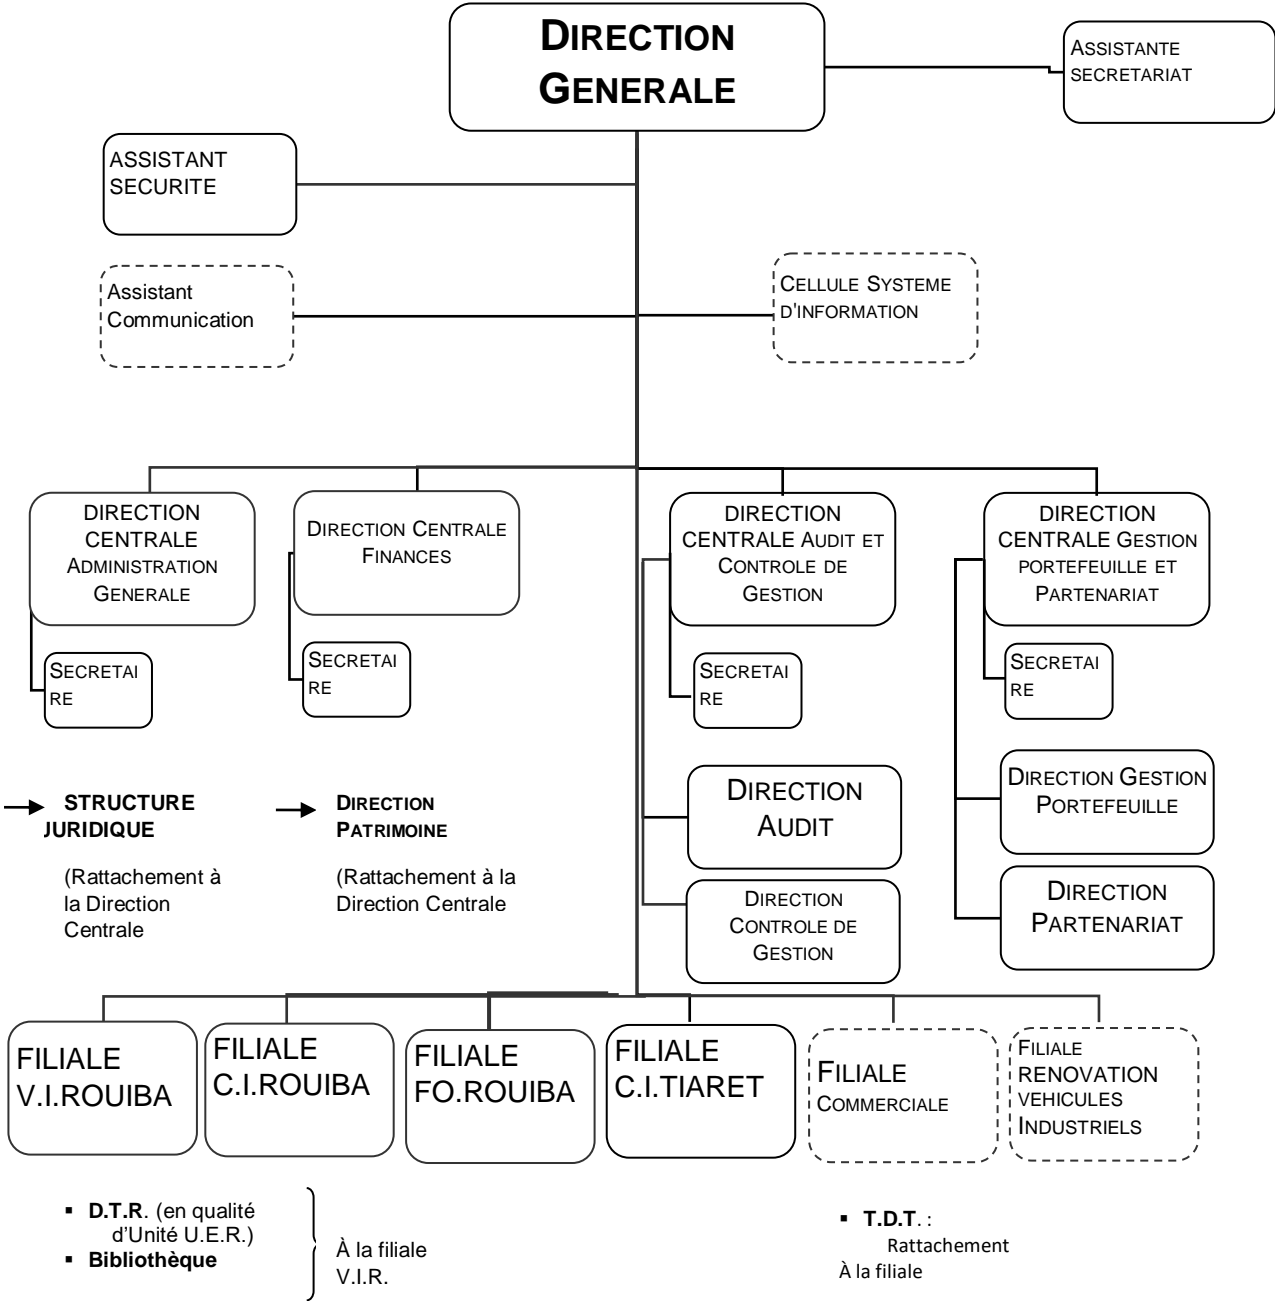 DIRECTION
GENERALE
ASSISTANTE
SECRETARIAT
ASSISTANT
SECURITE
Assistant
Communication
CELLULE SYSTEME
D'INFORMATION
DIRECTION
CENTRALE
ADMINISTRATION
GENERALE
DIRECTION CENTRALE
FINANCES
DIRECTION
CENTRALE AUDIT ET
CONTROLE DE
GESTION
DIRECTION
CENTRALE GESTION
PORTEFEUILLE ET
PARTENARIAT
SECRETAI
RE
SECRETAI
RE
SECRETAI
RE
SECRETAI
RE
STRUCTURE
JURIDIQUE
(Rattachement à
la Direction
Centrale
DIRECTION
PATRIMOINE
(Rattachement à la
Direction Centrale
DIRECTION
AUDIT
DIRECTION
CONTROLE DE
GESTION
DIRECTION GESTION
PORTEFEUILLE
DIRECTION
PARTENARIAT
FILIALE
V.I.ROUIBA
FILIALE
C.I.ROUIBA
FILIALE
FO.ROUIBA
FILIALE
C.I.TIARET
FILIALE
COMMERCIALE
FILIALE
RENOVATION
VEHICULES
INDUSTRIELS
▪ D.T.R. (en qualité
d’Unité U.E.R.)
▪ Bibliothèque
À la filiale
V.I.R.
▪ T.D.T. :
Rattachement
À la filiale